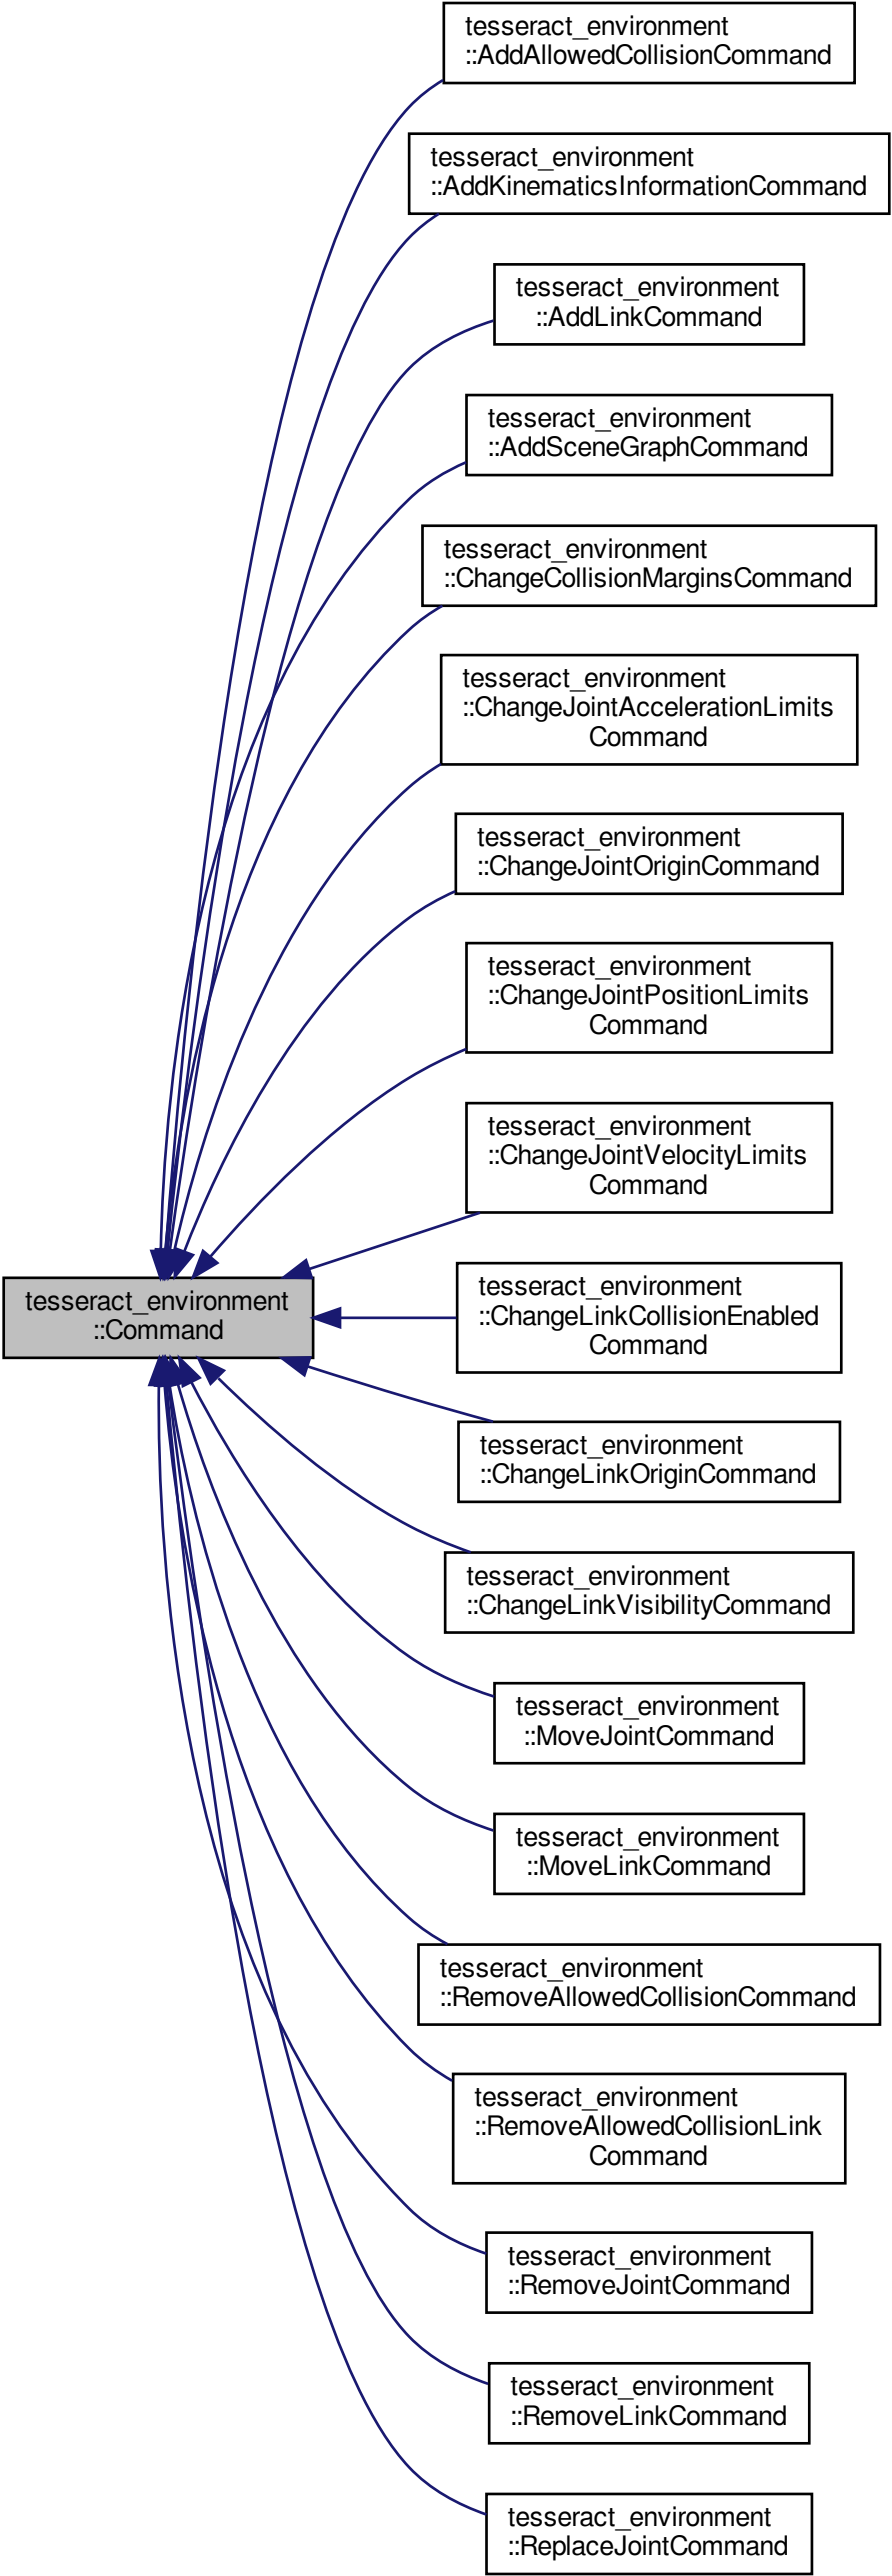 tesseract_environment
::AddAllowedCollisionCommand
tesseract_environment
::AddKinematicsInformationCommand
tesseract_environment
::AddLinkCommand
tesseract_environment
::AddSceneGraphCommand
tesseract_environment
::ChangeCollisionMarginsCommand
tesseract_environment
::ChangeJointAccelerationLimits
Command
tesseract_environment
::ChangeJointOriginCommand
tesseract_environment
::ChangeJointPositionLimits
Command
tesseract_environment
::ChangeJointVelocityLimits
Command
tesseract_environment
::Command
tesseract_environment
::ChangeLinkCollisionEnabled
Command
tesseract_environment
::ChangeLinkOriginCommand
tesseract_environment
::ChangeLinkVisibilityCommand
tesseract_environment
::MoveJointCommand
tesseract_environment
::MoveLinkCommand
tesseract_environment
::RemoveAllowedCollisionCommand
tesseract_environment
::RemoveAllowedCollisionLink
Command
tesseract_environment
::RemoveJointCommand
tesseract_environment
::RemoveLinkCommand
tesseract_environment
::ReplaceJointCommand